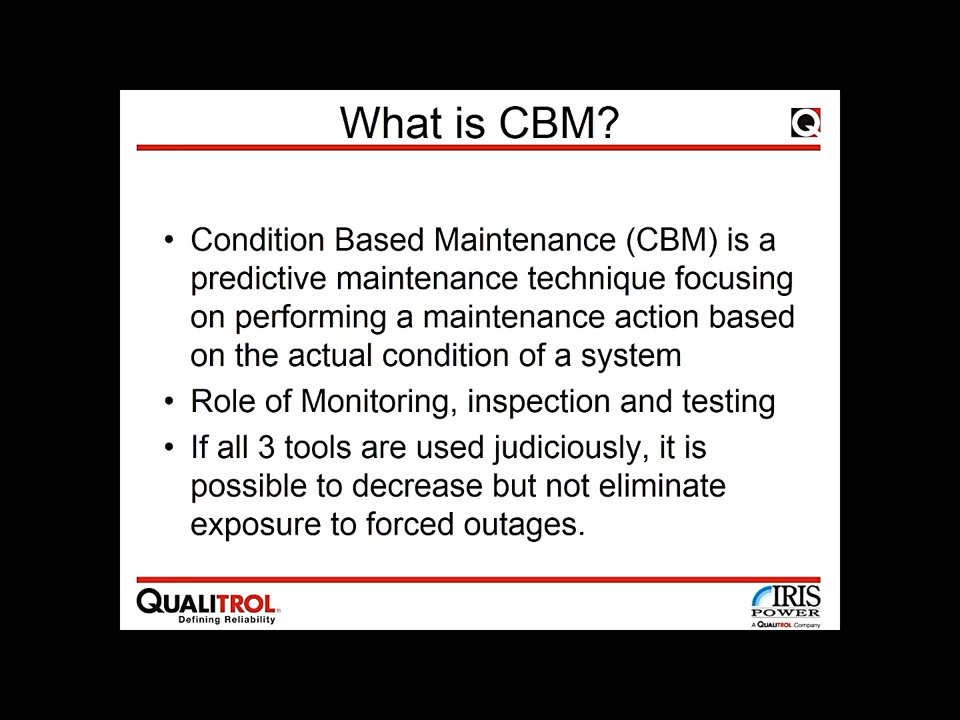 What is CBM?
Q
• Condition Based Maintenance (CBM) is a
predictive maintenance technique focusing
on performing a maintenance action based
on the actual condition of a system
• Role of Monitoring, inspection and testing
• If all 3 tools are used judiciously, it is
possible to decrease but not eliminate
exposure to forced outages.
QUALITROL®
Defining Reliability
IRIS
POWER
A QUALITROL Company